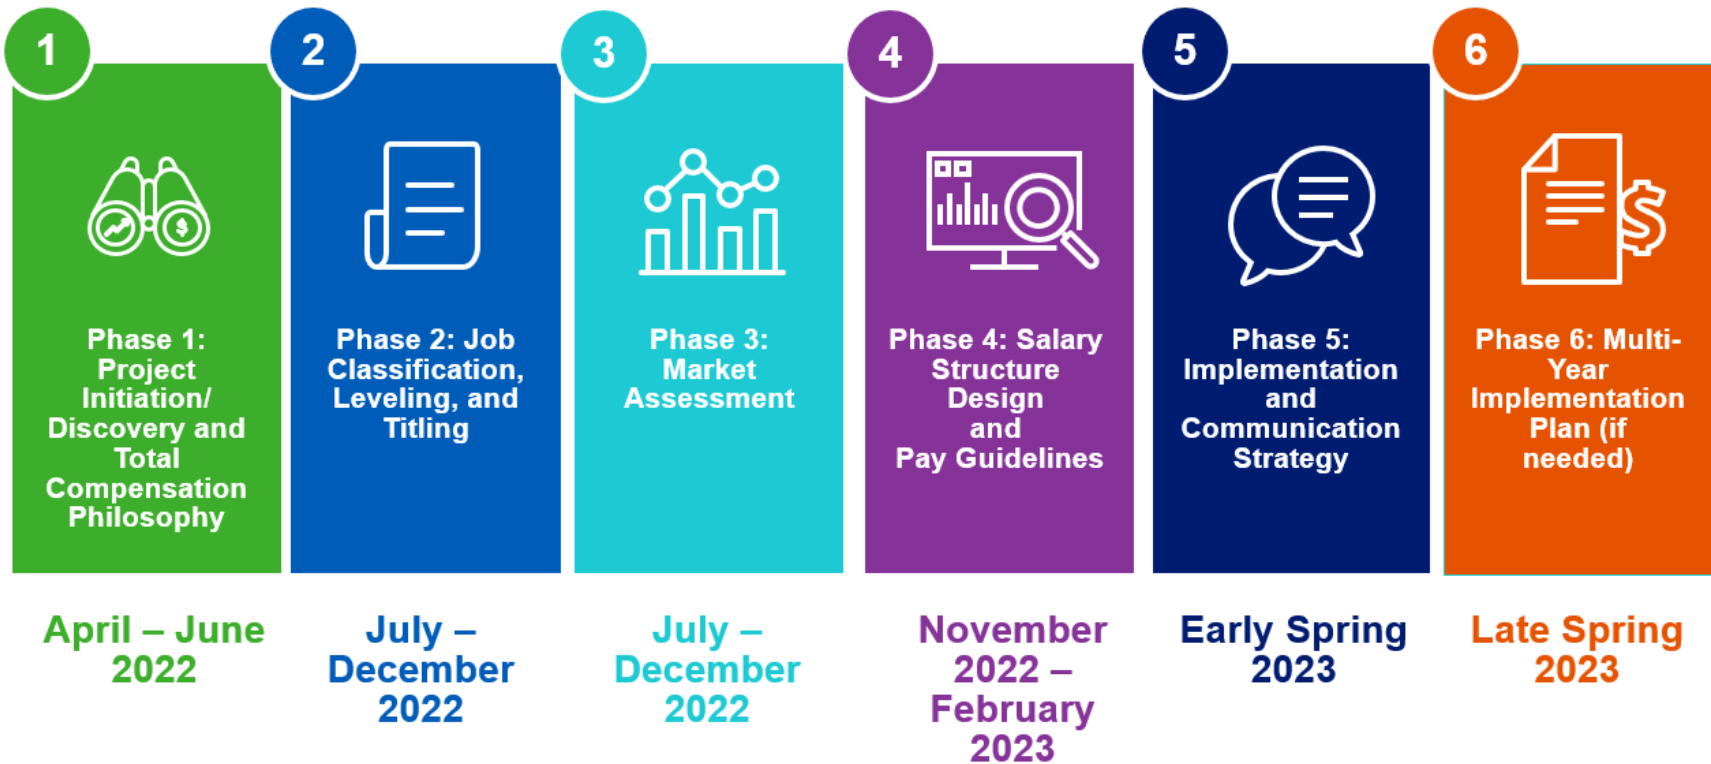 1
Phase 1:
Project
Initiation/
Discovery and
Total
Compensation
Philosophy
April – June
2022
2
Phase 2: Job
Classification,
Leveling, and
Titling
July –
December
2022
3
Phase 3:
Market
Assessment
July –
December
2022
4
Phase 4: Salary
Structure
Design
and
Pay Guidelines
November
2022 –
February
2023
5
Phase 5:
Implementation
and
Communication
Strategy
Early Spring
2023
6
$
Phase 6: Multi-
Year
Implementation
Plan (if
needed)
Late Spring
2023